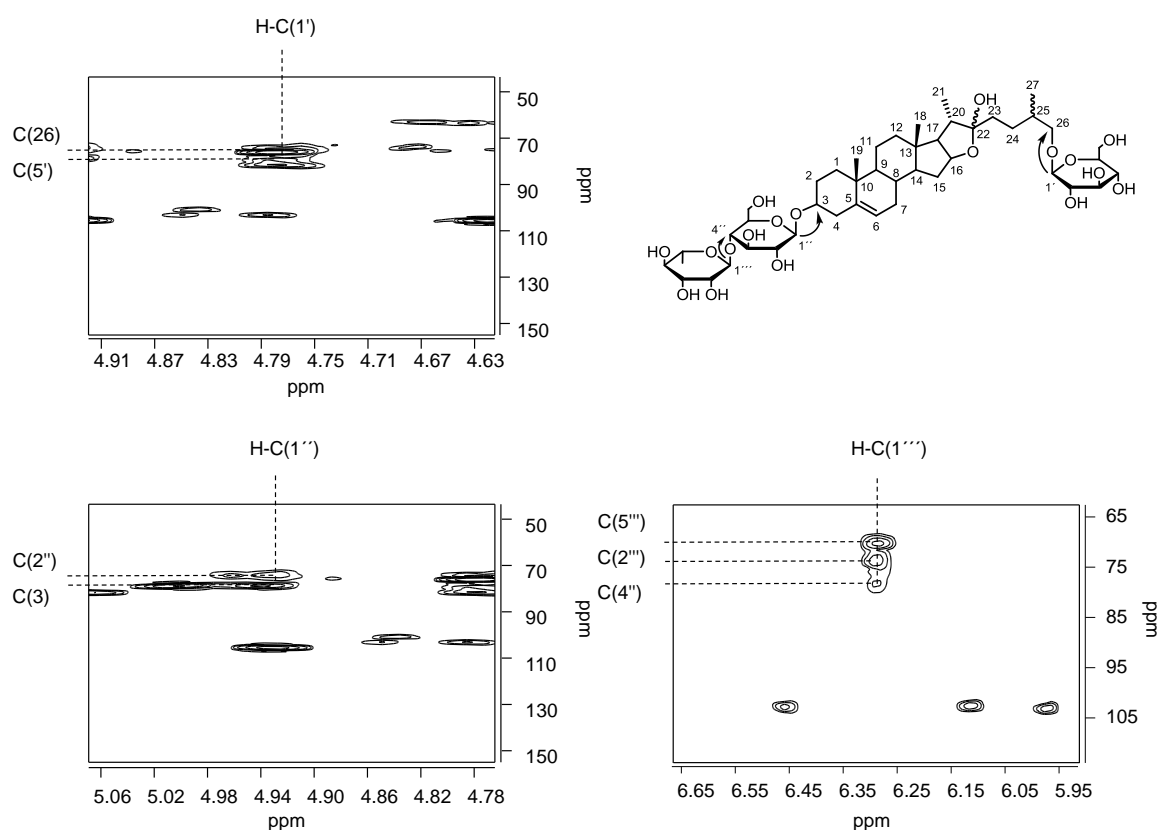 H-C(1')
C(26)
C(5')
50
70
90
110
130
150
ppm
4.91 4.87 4.83 4.79 4.75 4.71 4.67 4.63
ppm
21
OH
27
20
23
25
26
22
24
18
12
17
11
19
13
16
O
1
9
14
15
2
10
8
3
5
7
4
6
OH
O
O
1'
HO
OH
OH
OH
4´´
O
O
OH
HO
O
1´´
OH
HO
O
1´´´
OH OH
H-C(1´´)
C(2'')
C(3)
50
70
90
110
130
150
ppm
5.06 5.02 4.98 4.94 4.90 4.86 4.82 4.78
ppm
H-C(1´´´)
C(5''')
C(2''')
C(4'')
65
75
85
95
105
ppm
6.65 6.55 6.45 6.35 6.25 6.15 6.05 5.95
ppm